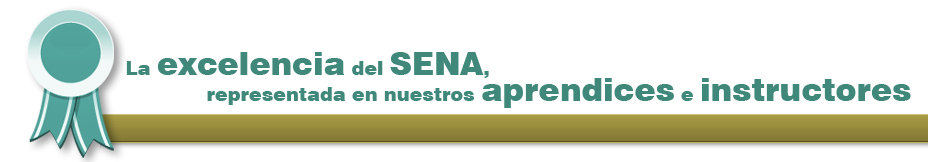 La excelencia del SENA,
representada en nuestros aprendices e instructores